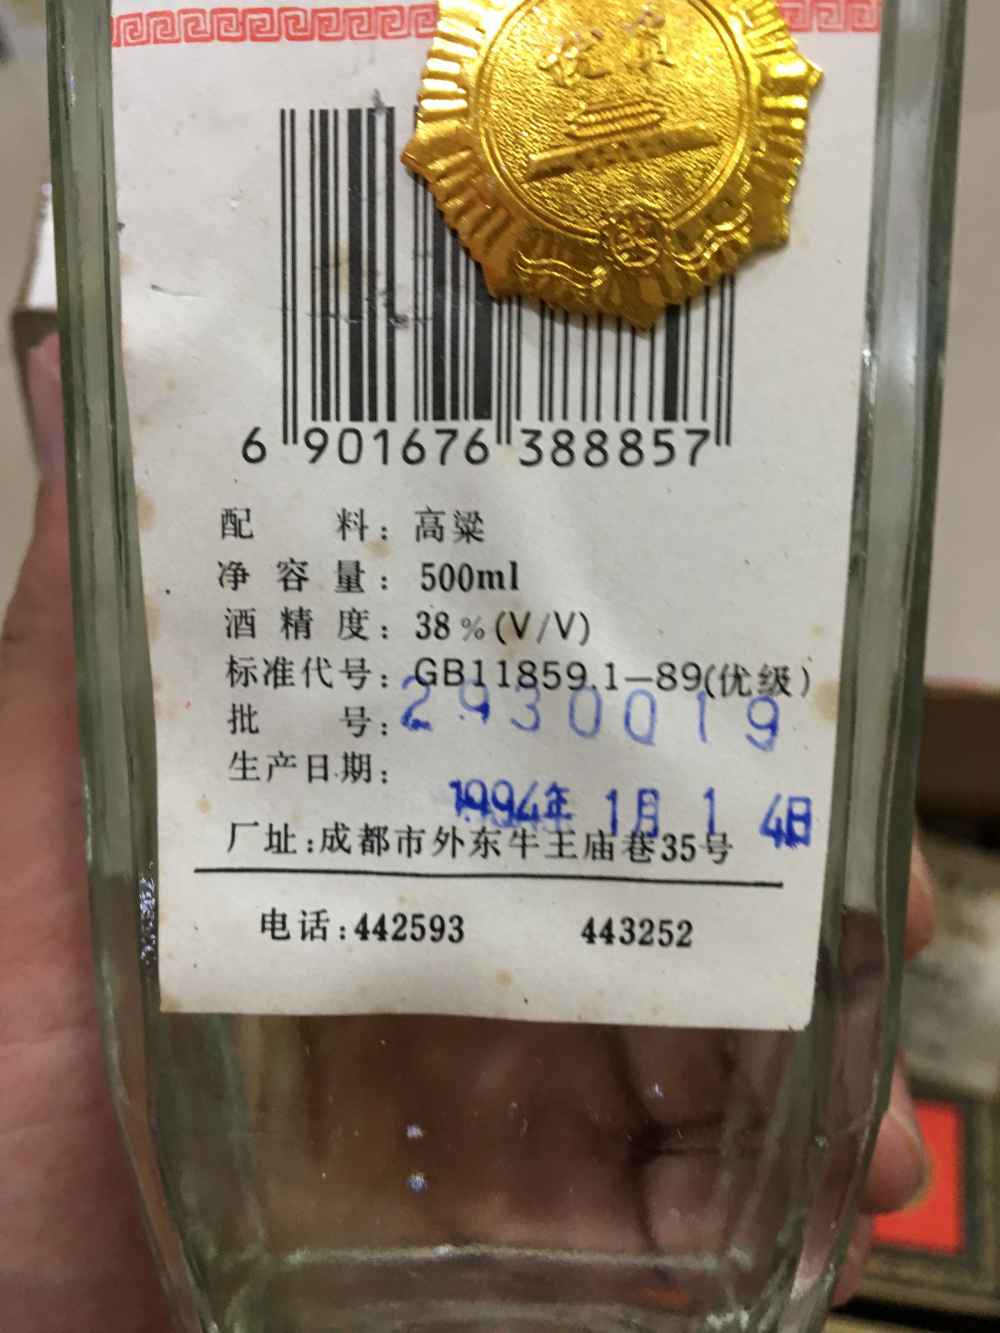 6 901676 388857
配 料：高粱
净 容 量：500ml
酒 精 度：38%(V/V)
标准代号：GB11859.1—89(优级)
批 号：2930019
生产日期：
1994年 1月 1 4日
厂址：成都市外东牛王庙巷35号
电话：442593 443252